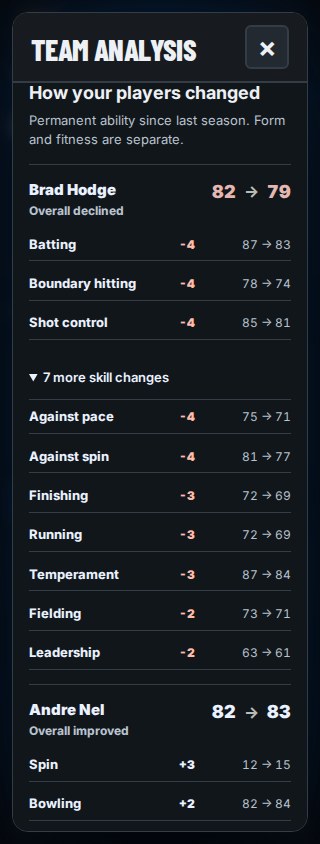 TEAM ANALYSIS ×
How your players changed
Permanent ability since last season. Form
and fitness are separate.
Brad Hodge 82 → 79
Overall declined
Batting -4 87 → 83
Boundary hitting -4 78 → 74
Shot control -4 85 → 81
▼ 7 more skill changes
Against pace -4 75 → 71
Against spin -4 81 → 77
Finishing -3 72 → 69
Running -3 72 → 69
Temperament -3 87 → 84
Fielding -2 73 → 71
Leadership -2 63 → 61
Andre Nel 82 → 83
Overall improved
Spin +3 12 → 15
Bowling +2 82 → 84